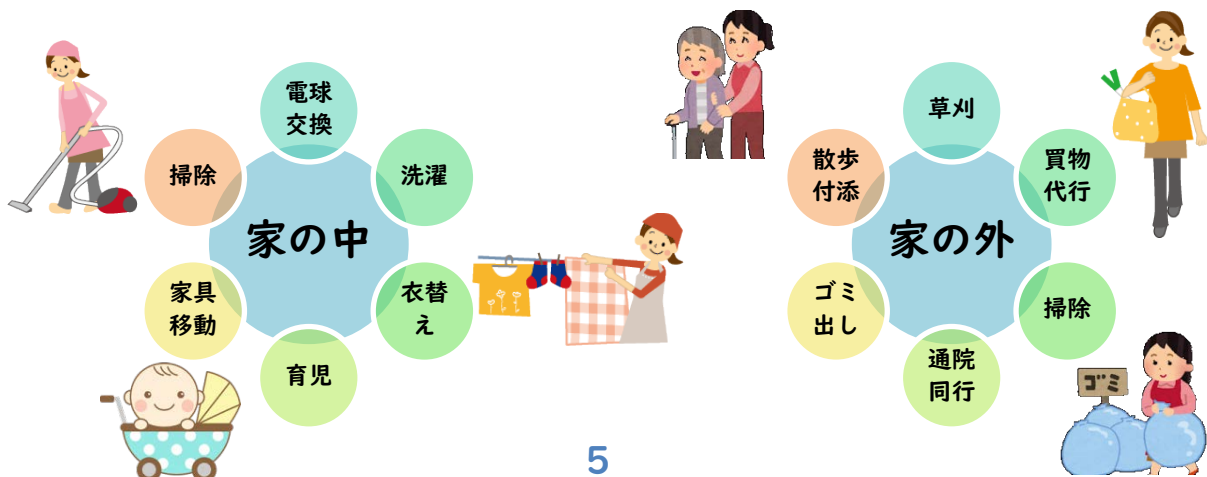 家の中
電球
交換
洗濯
衣替
え
育児
家具
移動
掃除
家の外
草刈
買物
代行
掃除
通院
同行
ゴミ
出し
散歩
付添
ゴミ
5